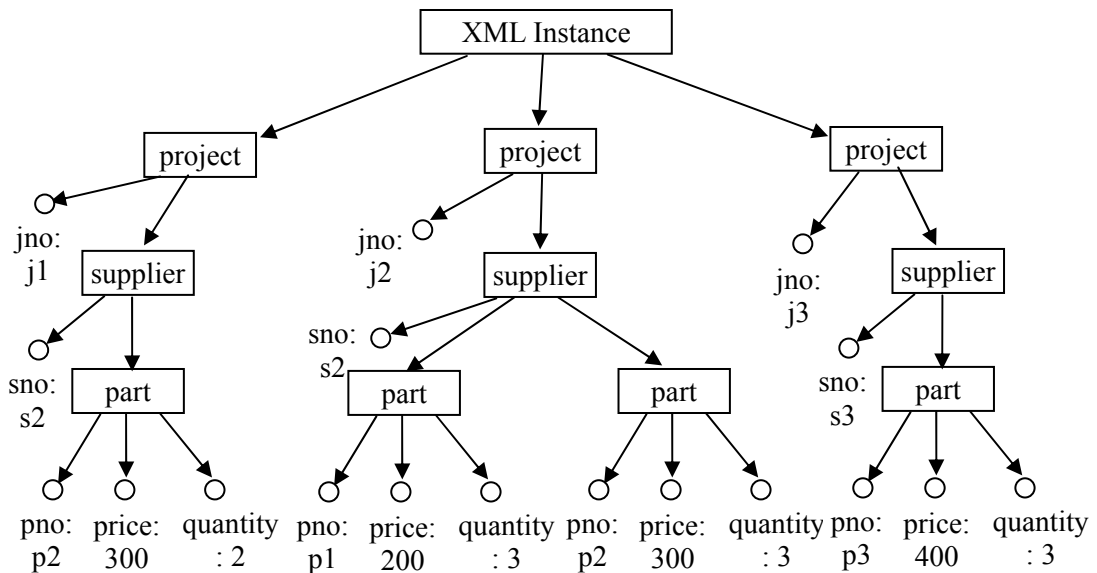 XML Instance
project
project
project
jno:
j1
jno:
j2
jno:
j3
supplier
supplier
supplier
sno:
s2
sno:
s2
sno:
s3
part
part
part
part
pno:
p2
price:
300
quantity
: 2
pno:
p1
price:
200
quantity
: 3
pno:
p2
price:
300
quantity
: 3
pno:
p3
price:
400
quantity
: 3